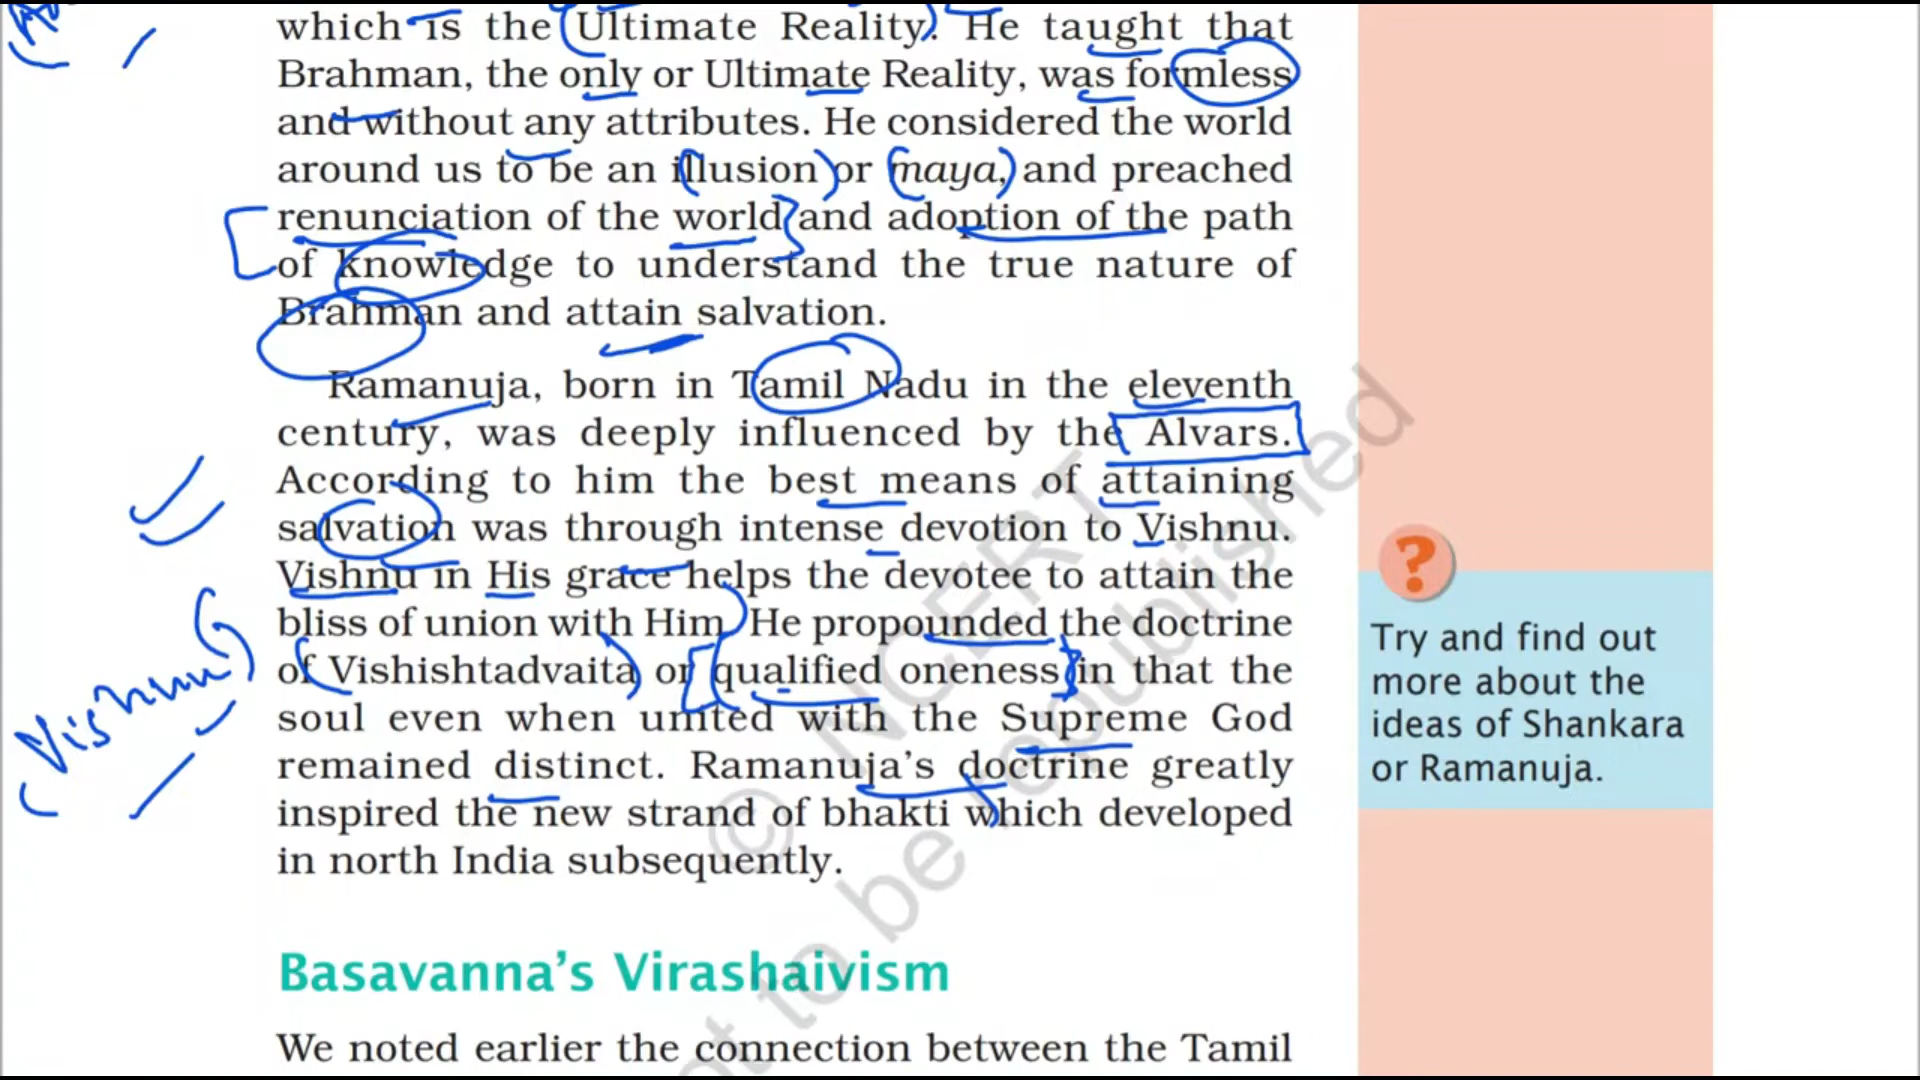 which is the Ultimate Reality. He taught that
Brahman, the only or Ultimate Reality, was formless
and without any attributes. He considered the world
around us to be an illusion or maya, and preached
renunciation of the world and adoption of the path
of knowledge to understand the true nature of
Brahman and attain salvation.
Ramanuja, born in Tamil Nadu in the eleventh
century, was deeply influenced by the Alvars.
According to him the best means of attaining
salvation was through intense devotion to Vishnu.
Vishnu in His grace helps the devotee to attain the
bliss of union with Him. He propounded the doctrine
of Vishishtadvaita or qualified oneness in that the
soul even when united with the Supreme God
remained distinct. Ramanuja's doctrine greatly
inspired the new strand of bhakti which developed
in north India subsequently.
Vishnu
Basavanna's Virashaivism
We noted earlier the connection between the Tamil
?
Try and find out
more about the
ideas of Shankara
or Ramanuja.
© NCERT
not to be republished